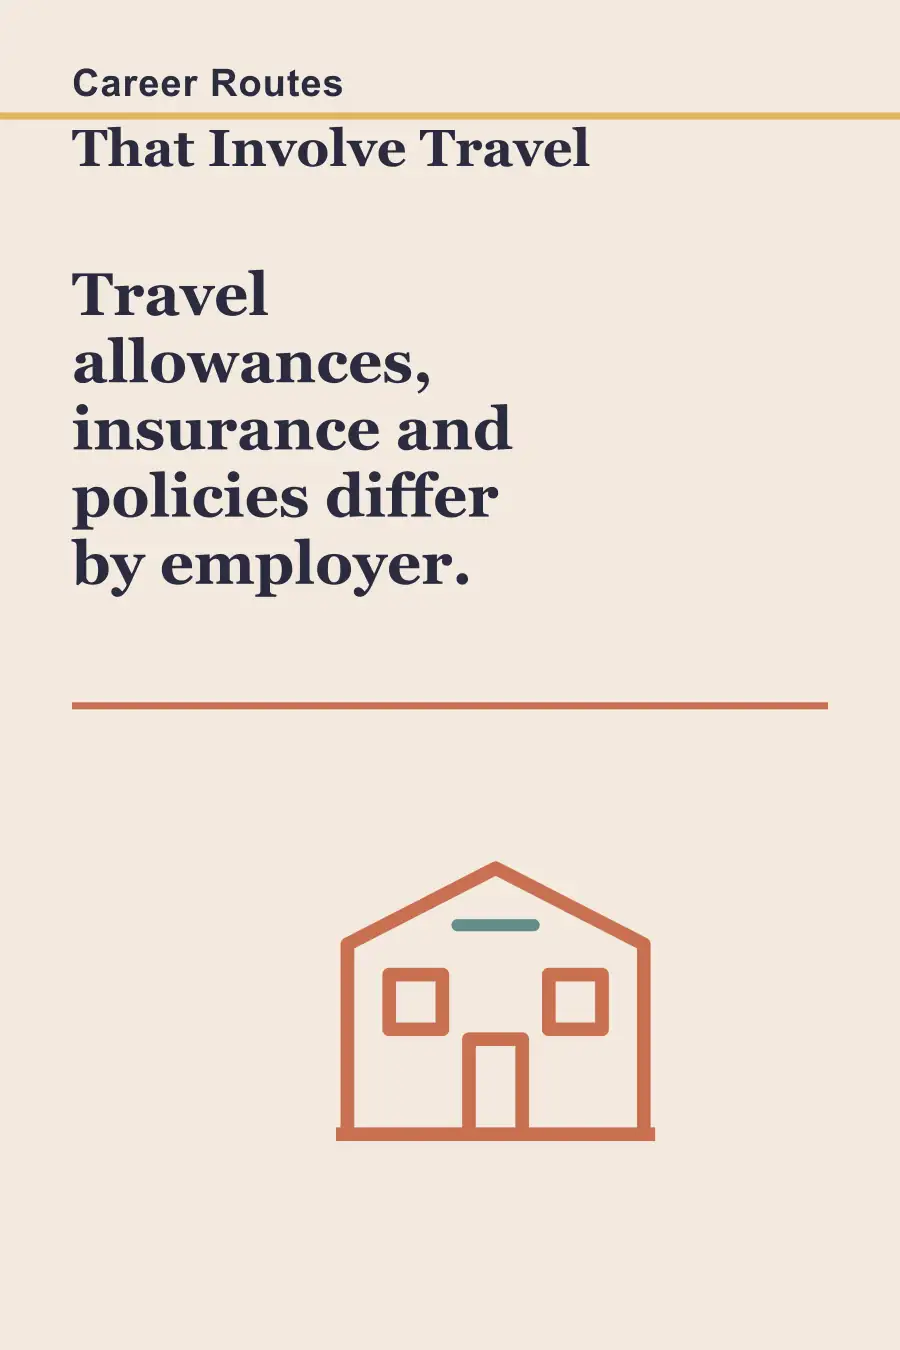 Career Routes
That Involve Travel
Travel
allowances,
insurance and
policies differ
by employer.